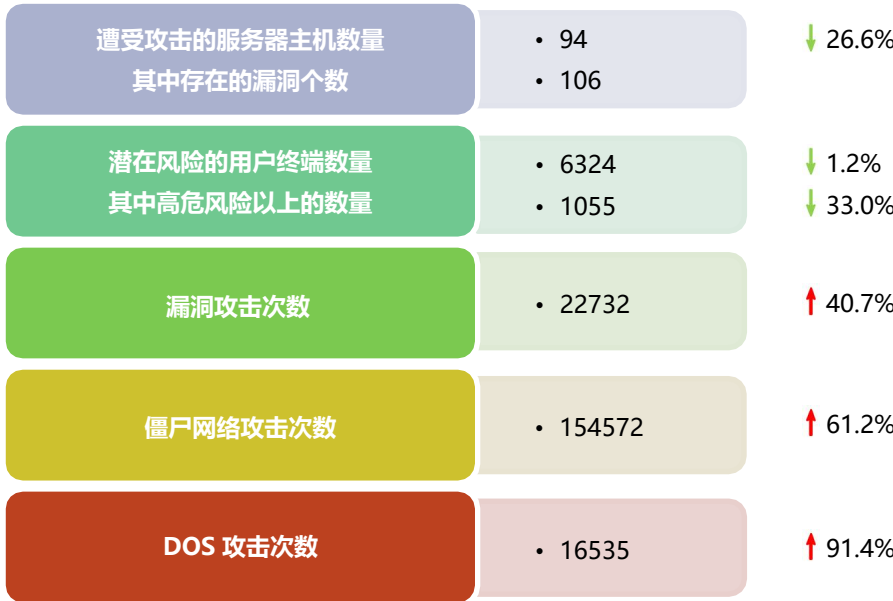 遭受攻击的服务器主机数量
其中存在的漏洞个数
• 94
• 106
↓ 26.6%
潜在风险的用户终端数量
其中高危风险以上的数量
• 6324
• 1055
↓ 1.2%
↓ 33.0%
漏洞攻击次数
• 22732
↑ 40.7%
僵尸网络攻击次数
• 154572
↑ 61.2%
DOS 攻击次数
• 16535
↑ 91.4%